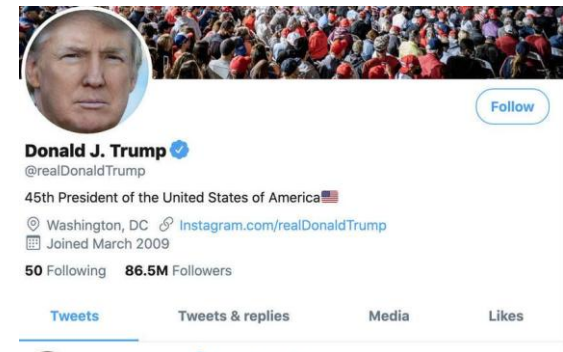 Follow
Donald J. Trump
@realDonaldTrump
45th President of the United States of America🇺🇸
Washington, DC Instagram.com/realDonaldTrump
Joined March 2009
50 Following 86.5M Followers
Tweets Tweets & replies Media Likes